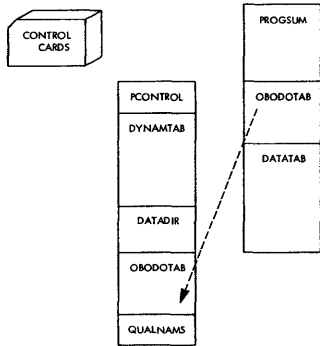 CONTROL
CARDS
PROGSUM
OBODOTAB
DATATAB
PCONTROL
DYNAMTAB
DATADIR
OBODOTAB
QUALNAMS